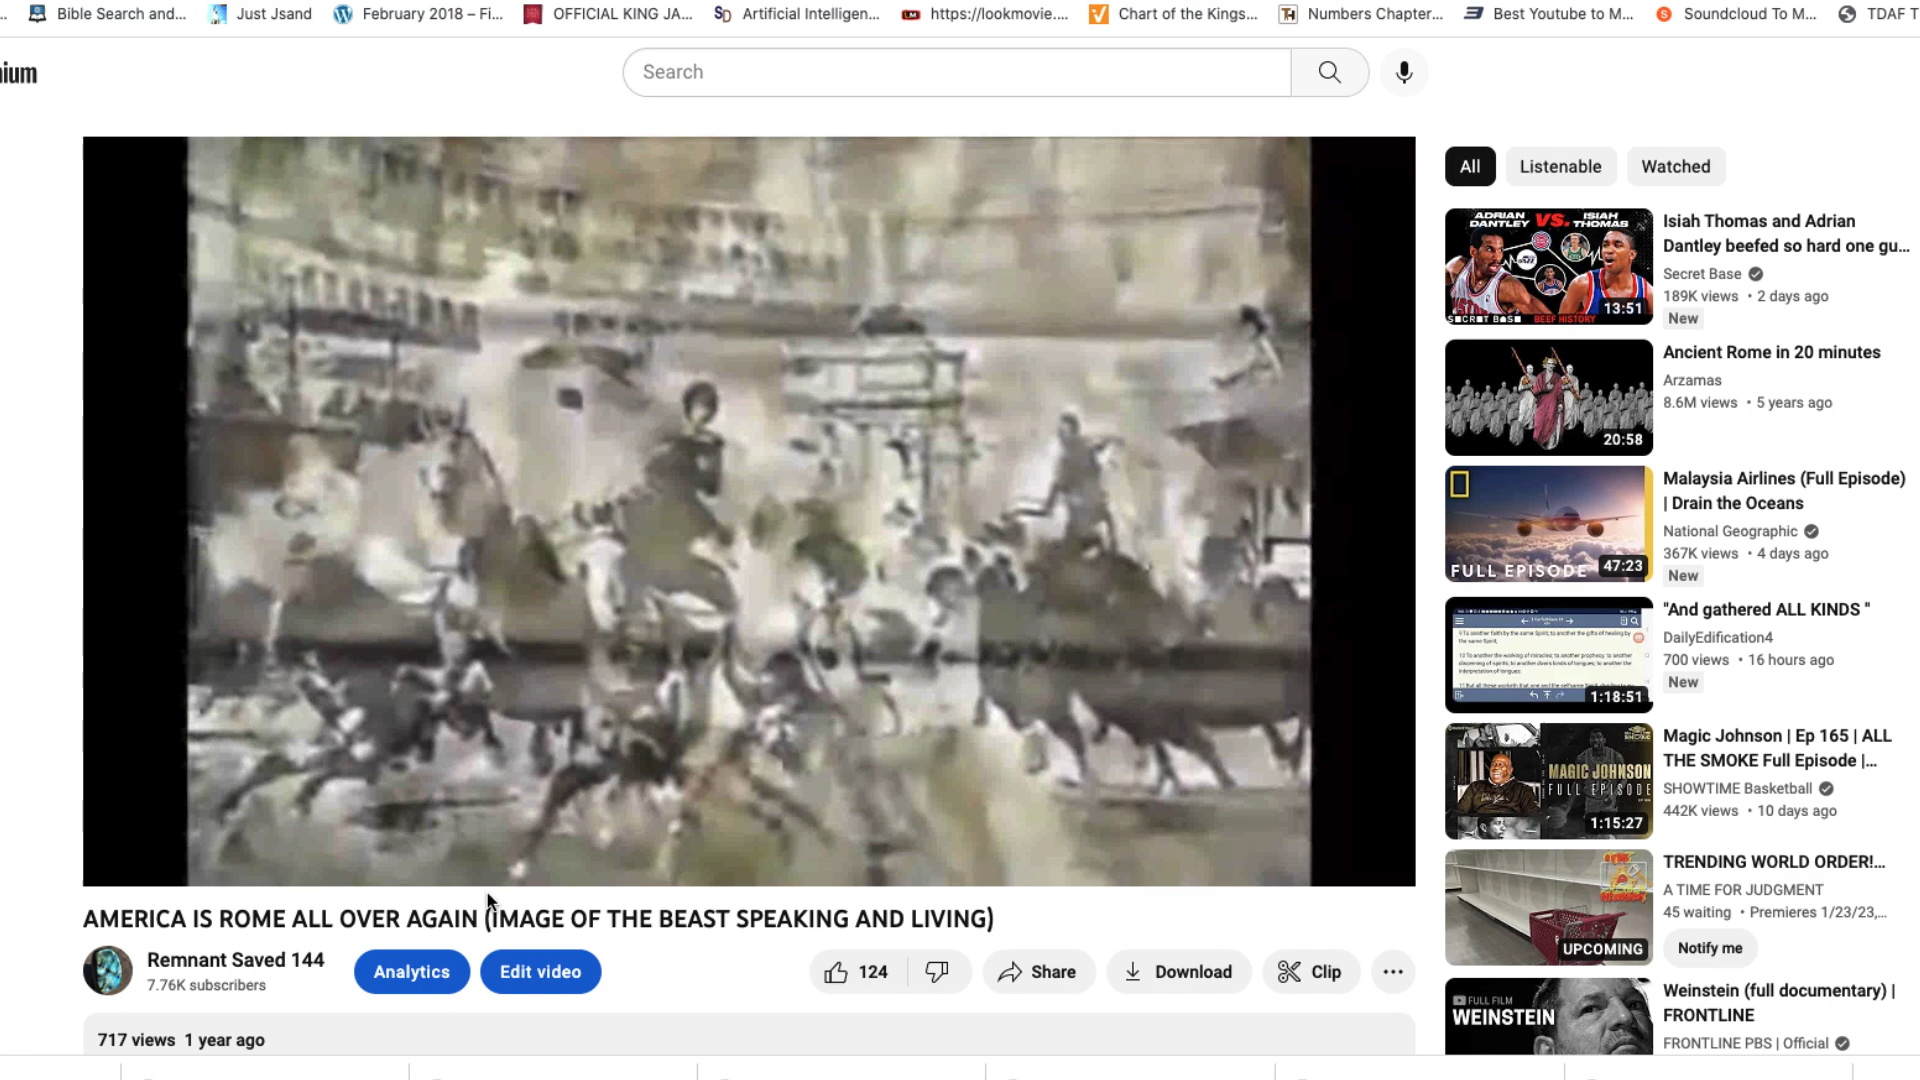 Bible Search and...
Just Jsand
February 2018 – Fi...
OFFICIAL KING JA...
Artificial Intelligen...
https://lookmovie....
Chart of the Kings...
Numbers Chapter...
Best Youtube to M...
Soundcloud To M...
TDAF T
ium
Search
All
Listenable
Watched
ADRIAN DANTLEY VS. ISIAH THOMAS
SECRET BASE BEEF HISTORY
13:51
Isiah Thomas and Adrian
Dantley beefed so hard one gu...
Secret Base
189K views • 2 days ago
New
20:58
Ancient Rome in 20 minutes
Arzamas
8.6M views • 5 years ago
FULL EPISODE
47:23
Malaysia Airlines (Full Episode)
| Drain the Oceans
National Geographic
367K views • 4 days ago
New
1:18:51
"And gathered ALL KINDS "
DailyEdification4
700 views • 16 hours ago
New
MAGIC JOHNSON
FULL EPISODE
1:15:27
Magic Johnson | Ep 165 | ALL
THE SMOKE Full Episode |...
SHOWTIME Basketball
442K views • 10 days ago
UPCOMING
TRENDING WORLD ORDER!...
A TIME FOR JUDGMENT
45 waiting • Premieres 1/23/23,...
Notify me
FULL FILM
WEINSTEIN
Weinstein (full documentary) |
FRONTLINE
FRONTLINE PBS | Official
AMERICA IS ROME ALL OVER AGAIN (IMAGE OF THE BEAST SPEAKING AND LIVING)
Remnant Saved 144
7.76K subscribers
Analytics
Edit video
124
Share
Download
Clip
717 views 1 year ago